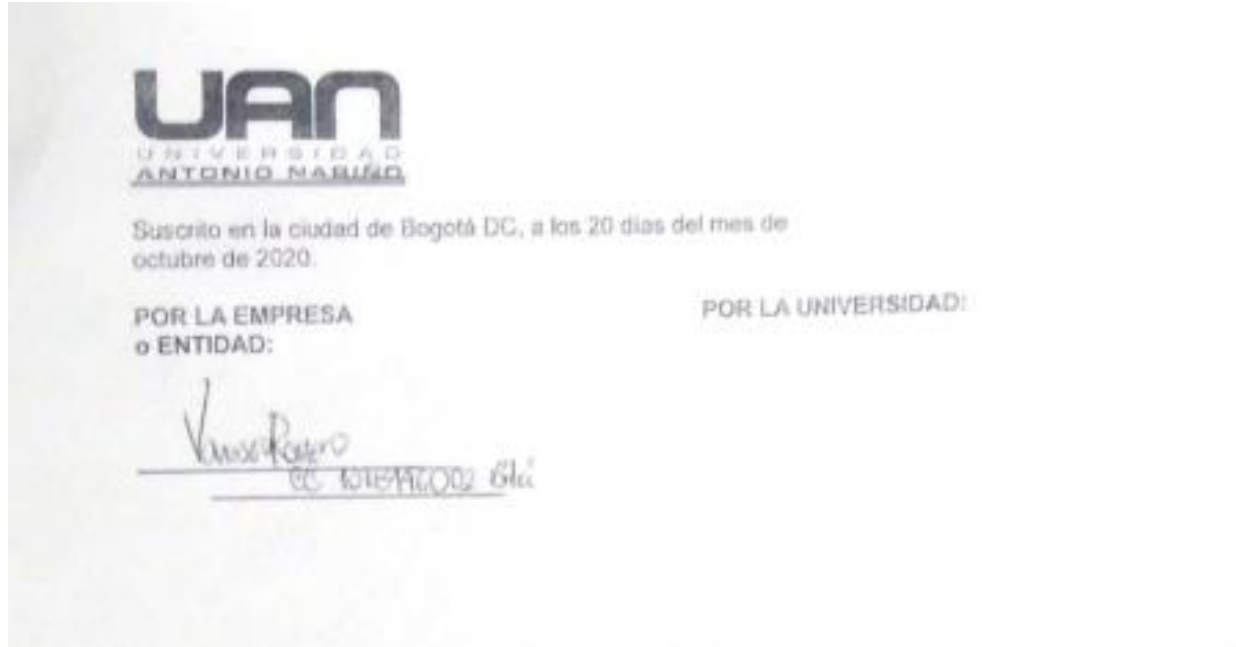 UAN
UNIVERSIDAD
ANTONIO NARIÑO
Suscrito en la ciudad de Bogotá DC, a los 20 dias del mes de
octubre de 2020.
POR LA EMPRESA
o ENTIDAD:
POR LA UNIVERSIDAD:
CC